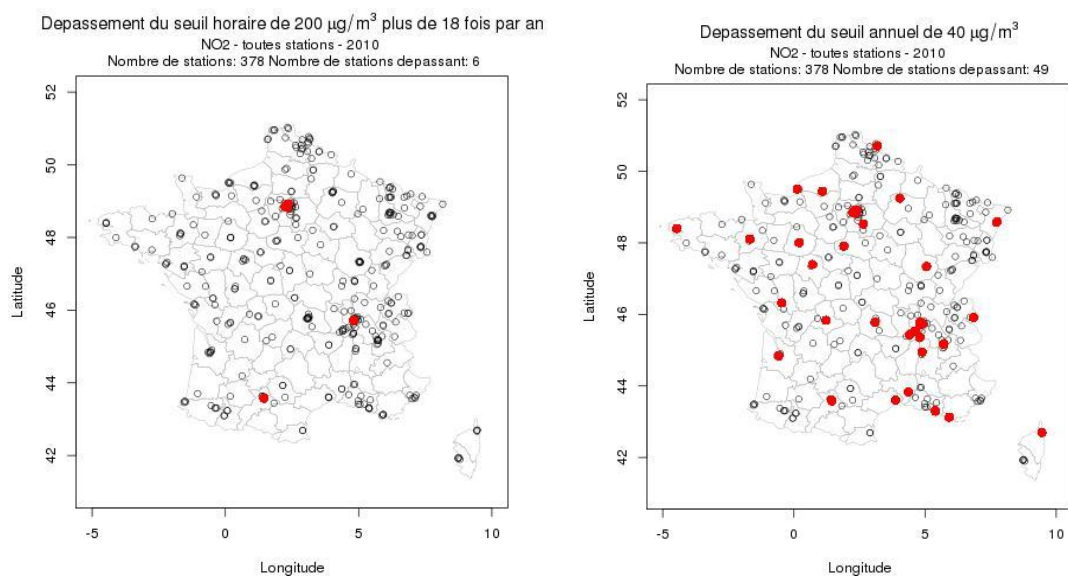 Depassement du seuil horaire de 200 μg/m³ plus de 18 fois par an
NO2 - toutes stations - 2010
Nombre de stations: 378 Nombre de stations depassant: 6
52
50
48
46
44
42
Latitude
-5
0
5
10
Longitude
Depassement du seuil annuel de 40 μg/m³
NO2 - toutes stations - 2010
Nombre de stations: 378 Nombre de stations depassant: 49
52
50
48
46
44
42
Latitude
-5
0
5
10
Longitude